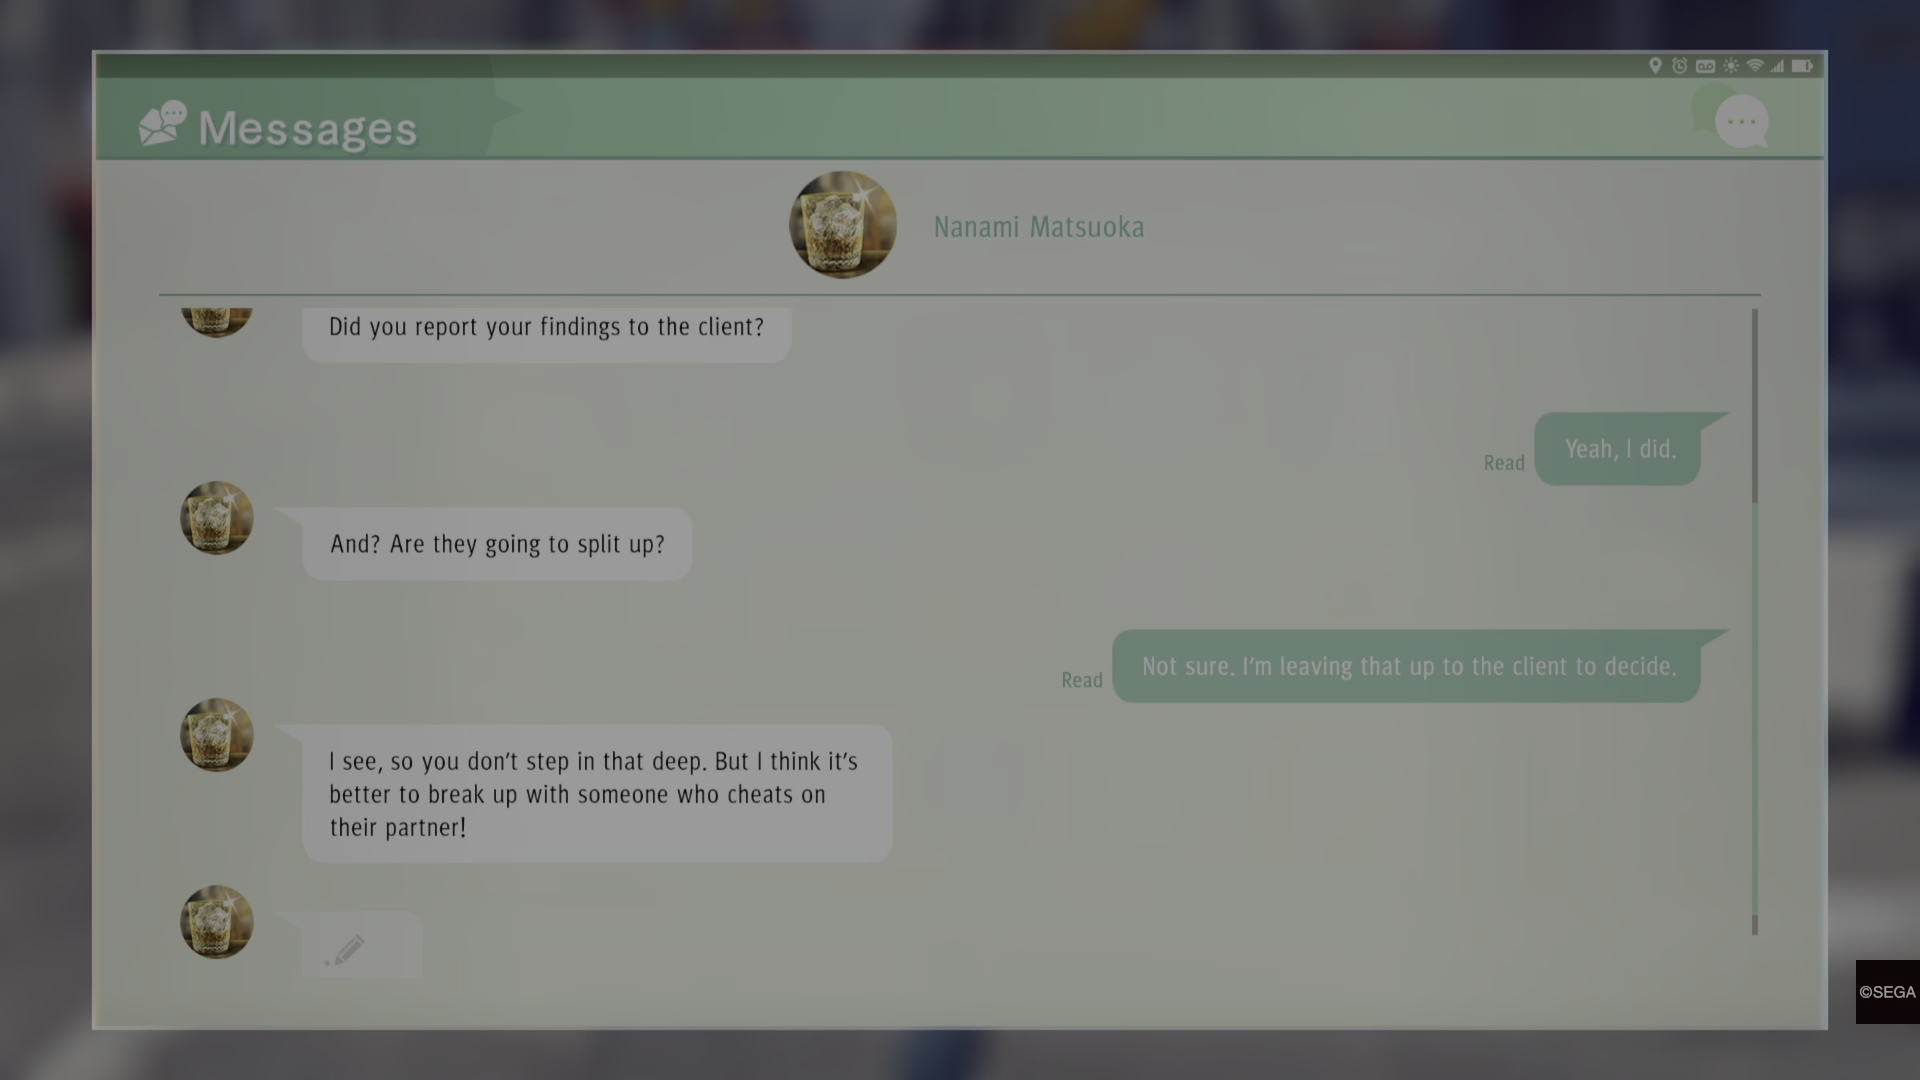 Messages
Nanami Matsuoka
Did you report your findings to the client?
Yeah, I did.
Read
And? Are they going to split up?
Not sure. I'm leaving that up to the client to decide.
Read
I see, so you don't step in that deep. But I think it's
better to break up with someone who cheats on
their partner!
©SEGA